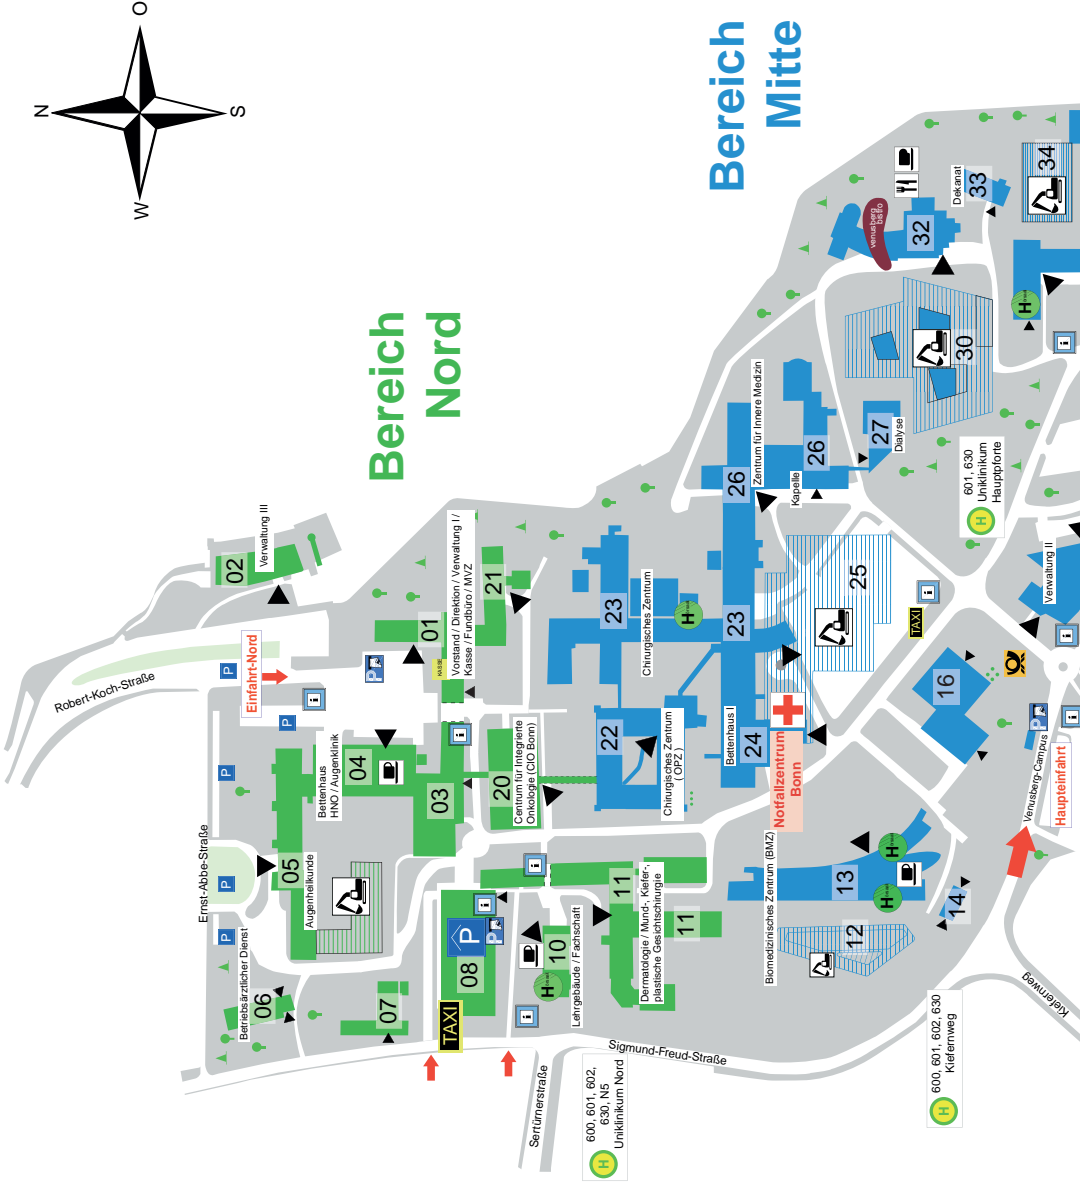 N
O
S
W
Bereich
Nord
Bereich
Mitte
Robert-Koch-Straße
Einfahrt-Nord
P
P
P
P
P
Ernst-Abbe-Straße
02
Verwaltung III
01
KASSE
Vorstand / Direktion / Verwaltung I /
Kasse / Fundbüro / MVZ
21
Bettenhaus
HNO / Augenklinik
04
03
05
Augenheilkunde
Betriebsärztlicher Dienst
06
07
08
P
P
TAXI
20
Centrum für Integrierte
Onkologie (CIO Bonn)
10
Lehrgebäude / Fachschaft
H
11
11
Dermatologie / Mund-, Kiefer-,
plastische Gesichtschirurgie
Sertürnerstraße
600, 601, 602,
630, N5
Uniklinikum Nord
H
Sigmund-Freud-Straße
22
Chirurgisches Zentrum
( OPZ )
23
Chirurgisches Zentrum
H
23
Bettenhaus I
24
Notfallzentrum
Bonn
25
26
Zentrum für Innere Medizin
26
Kapelle
27
Dialyse
30
32
venusberg
bistro
Dekanat
33
34
H
601, 630
Uniklinikum
Hauptpforte
H
TAXI
Verwaltung II
16
P
Venusberg-Campus
Haupteinfahrt
Biomedizinisches Zentrum (BMZ)
13
H
H
12
14
600, 601, 602, 630
Kiefernweg
H
Kiefernweg